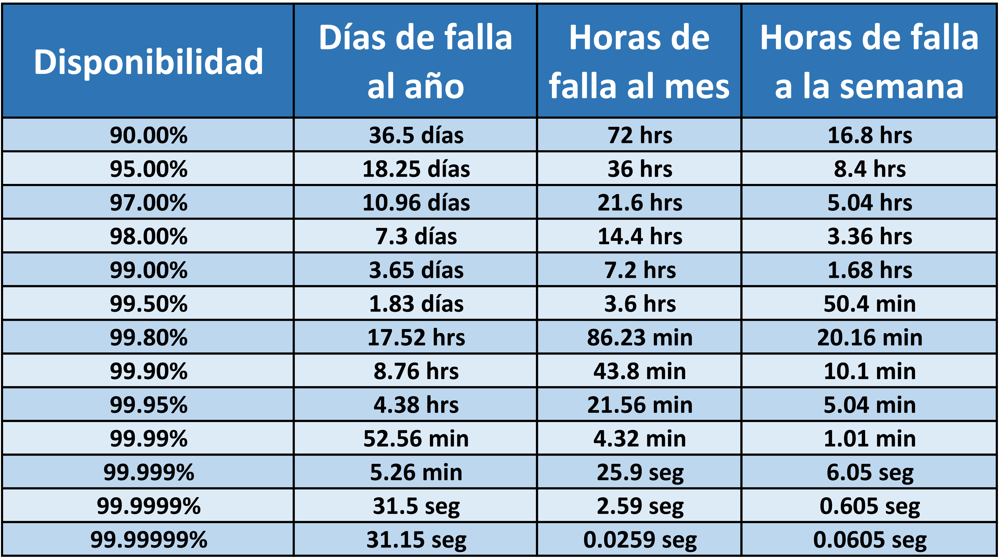 Disponibilidad
Días de falla
al año
Horas de
falla al mes
Horas de falla
a la semana
90.00% 36.5 días 72 hrs 16.8 hrs
95.00% 18.25 días 36 hrs 8.4 hrs
97.00% 10.96 días 21.6 hrs 5.04 hrs
98.00% 7.3 días 14.4 hrs 3.36 hrs
99.00% 3.65 días 7.2 hrs 1.68 hrs
99.50% 1.83 días 3.6 hrs 50.4 min
99.80% 17.52 hrs 86.23 min 20.16 min
99.90% 8.76 hrs 43.8 min 10.1 min
99.95% 4.38 hrs 21.56 min 5.04 min
99.99% 52.56 min 4.32 min 1.01 min
99.999% 5.26 min 25.9 seg 6.05 seg
99.9999% 31.5 seg 2.59 seg 0.605 seg
99.99999% 31.15 seg 0.0259 seg 0.0605 seg